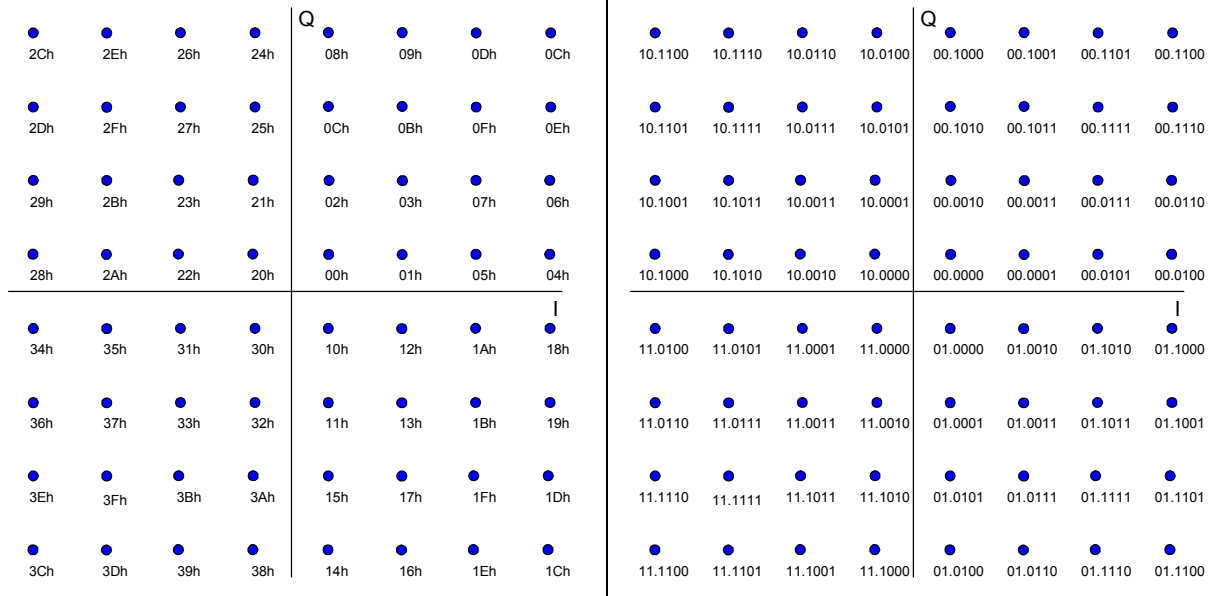 Q
2Ch 2Eh 26h 24h 08h 09h 0Dh 0Ch
2Dh 2Fh 27h 25h 0Ch 0Bh 0Fh 0Eh
29h 2Bh 23h 21h 02h 03h 07h 06h
28h 2Ah 22h 20h 00h 01h 05h 04h
I
34h 35h 31h 30h 10h 12h 1Ah 18h
36h 37h 33h 32h 11h 13h 1Bh 19h
3Eh 3Fh 3Bh 3Ah 15h 17h 1Fh 1Dh
3Ch 3Dh 39h 38h 14h 16h 1Eh 1Ch
Q
10.1100 10.1110 10.0110 10.0100 00.1000 00.1001 00.1101 00.1100
10.1101 10.1111 10.0111 10.0101 00.1010 00.1011 00.1111 00.1110
10.1001 10.1011 10.0011 10.0001 00.0010 00.0011 00.0111 00.0110
10.1000 10.1010 10.0010 10.0000 00.0000 00.0001 00.0101 00.0100
I
11.0100 11.0101 11.0001 11.0000 01.0000 01.0010 01.1010 01.1000
11.0110 11.0111 11.0011 11.0010 01.0001 01.0011 01.1011 01.1001
11.1110 11.1111 11.1011 11.1010 01.0101 01.0111 01.1111 01.1101
11.1100 11.1101 11.1001 11.1000 01.0100 01.0110 01.1110 01.1100